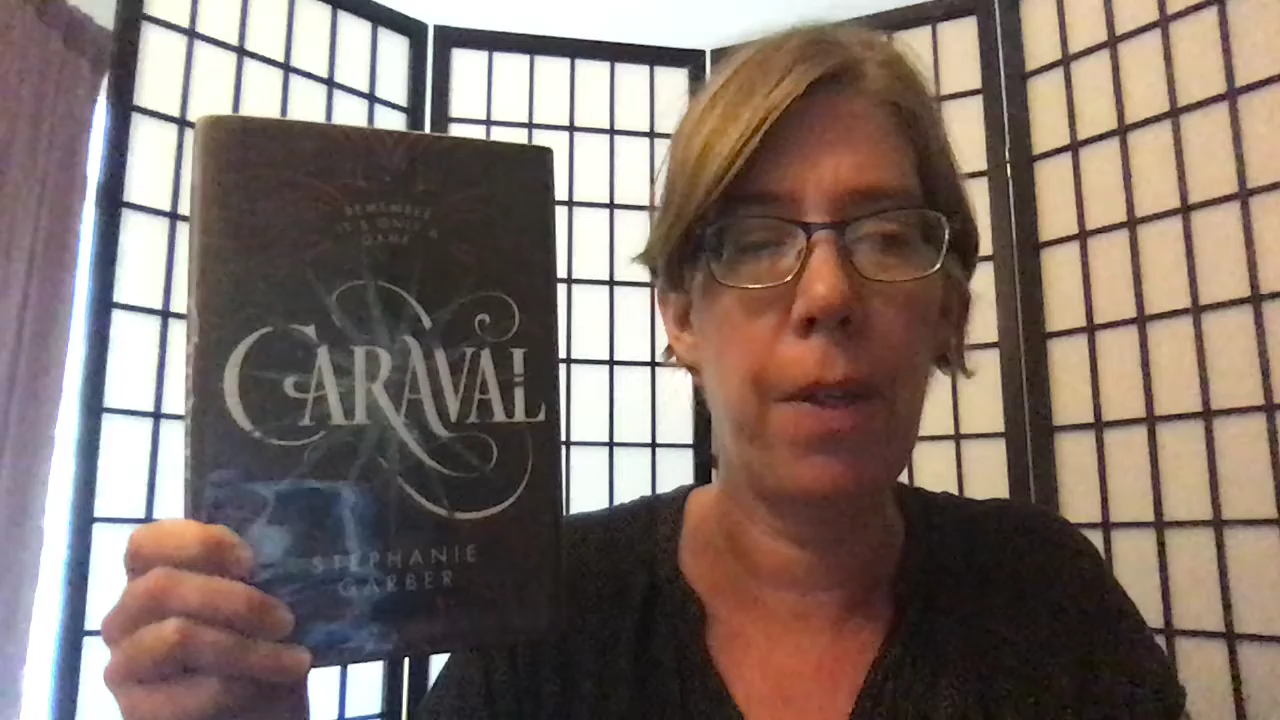 REMEMBER
IT'S ONLY A
GAME
CARAVAL
STEPHANIE
GARBER